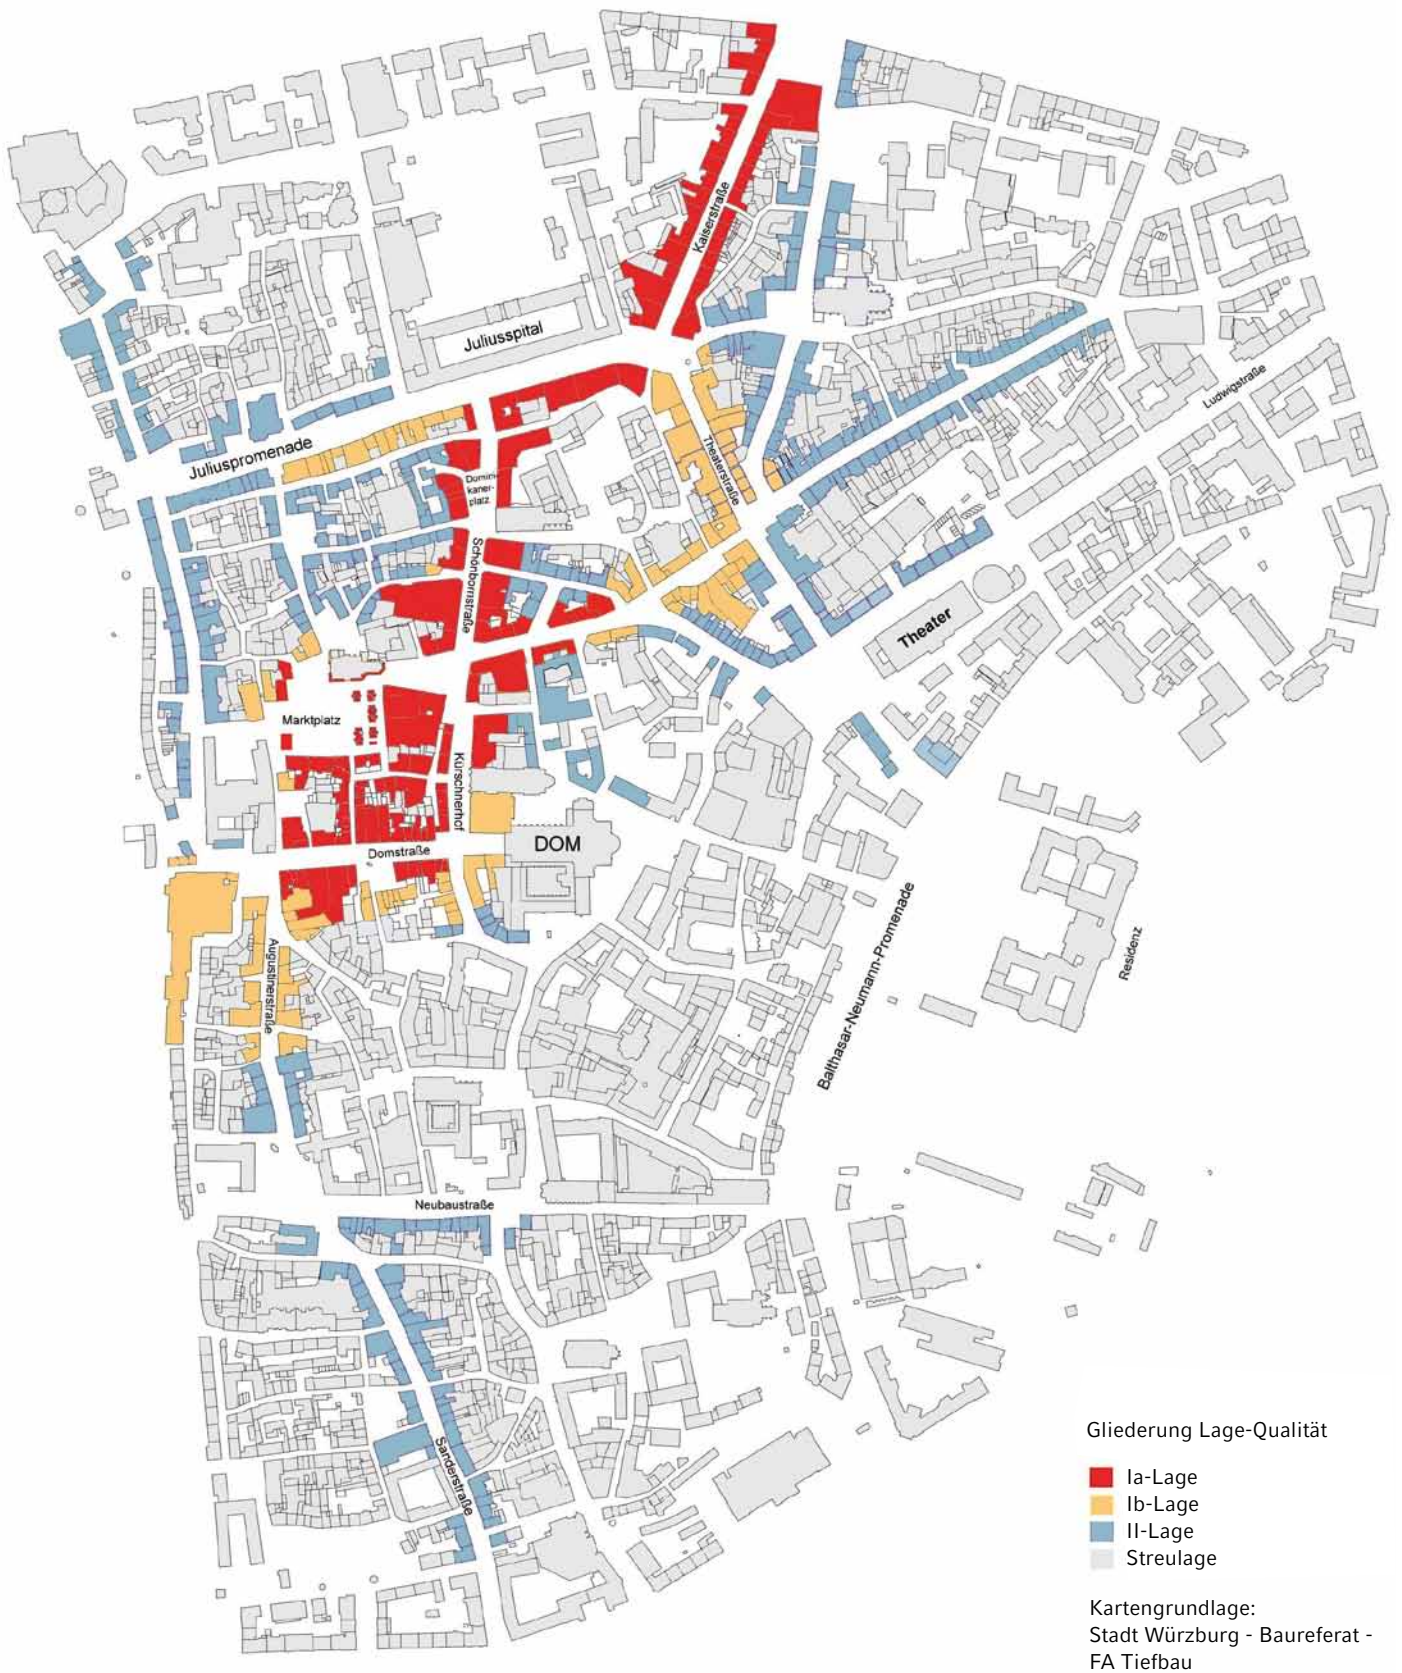 Kaiserstraße
Juliusspital
Ludwigstraße
Juliuspromenade
Theaterstraße
Domini-
kaner-
platz
Schönbornstraße
Theater
Marktplatz
Kürschnerhof
DOM
Domstraße
Balthasar-Neumann-Promenade
Residenz
Augustinerstraße
Neubaustraße
Sanderstraße
Gliederung Lage-Qualität
Ia-Lage
Ib-Lage
II-Lage
Streulage
Kartengrundlage:
Stadt Würzburg - Baureferat -
FA Tiefbau